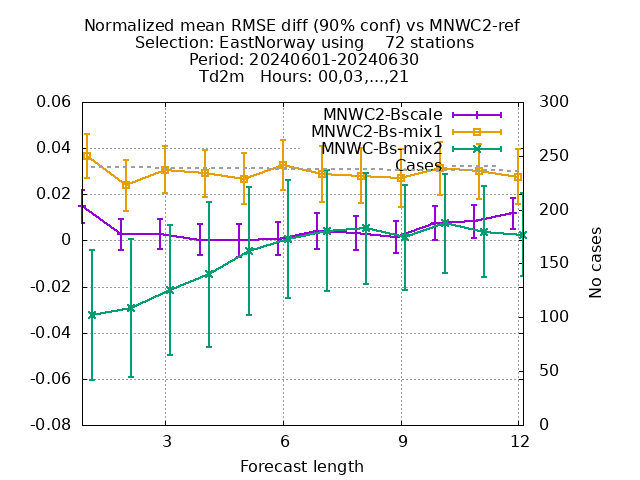 Normalized mean RMSE diff (90% conf) vs MNWC2-ref
Selection: EastNorway using    72 stations
Period: 20240601-20240630
Td2m   Hours: 00,03,...,21
0.06
0.04
0.02
0
-0.02
-0.04
-0.06
-0.08
300
250
200
150
100
50
0
MNWC2-Bscale
MNWC2-Bs-mix1
MNWC-Bs-mix2
Cases
No cases
3
6
9
12
Forecast length